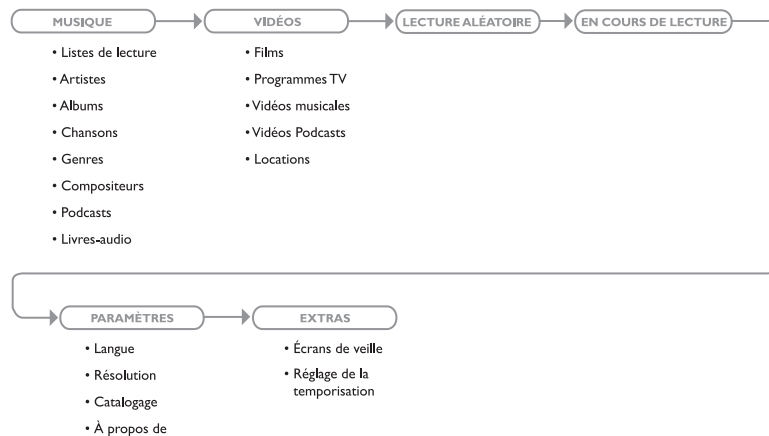 MUSIQUE
• Listes de lecture
• Artistes
• Albums
• Chansons
• Genres
• Compositeurs
• Podcasts
• Livres-audio
VIDÉOS
• Films
• Programmes TV
• Vidéos musicales
• Vidéos Podcasts
• Locations
LECTURE ALÉATOIRE
EN COURS DE LECTURE
PARAMÈTRES
• Langue
• Résolution
• Catalogage
• À propos de
EXTRAS
• Écrans de veille
• Réglage de la
temporisation